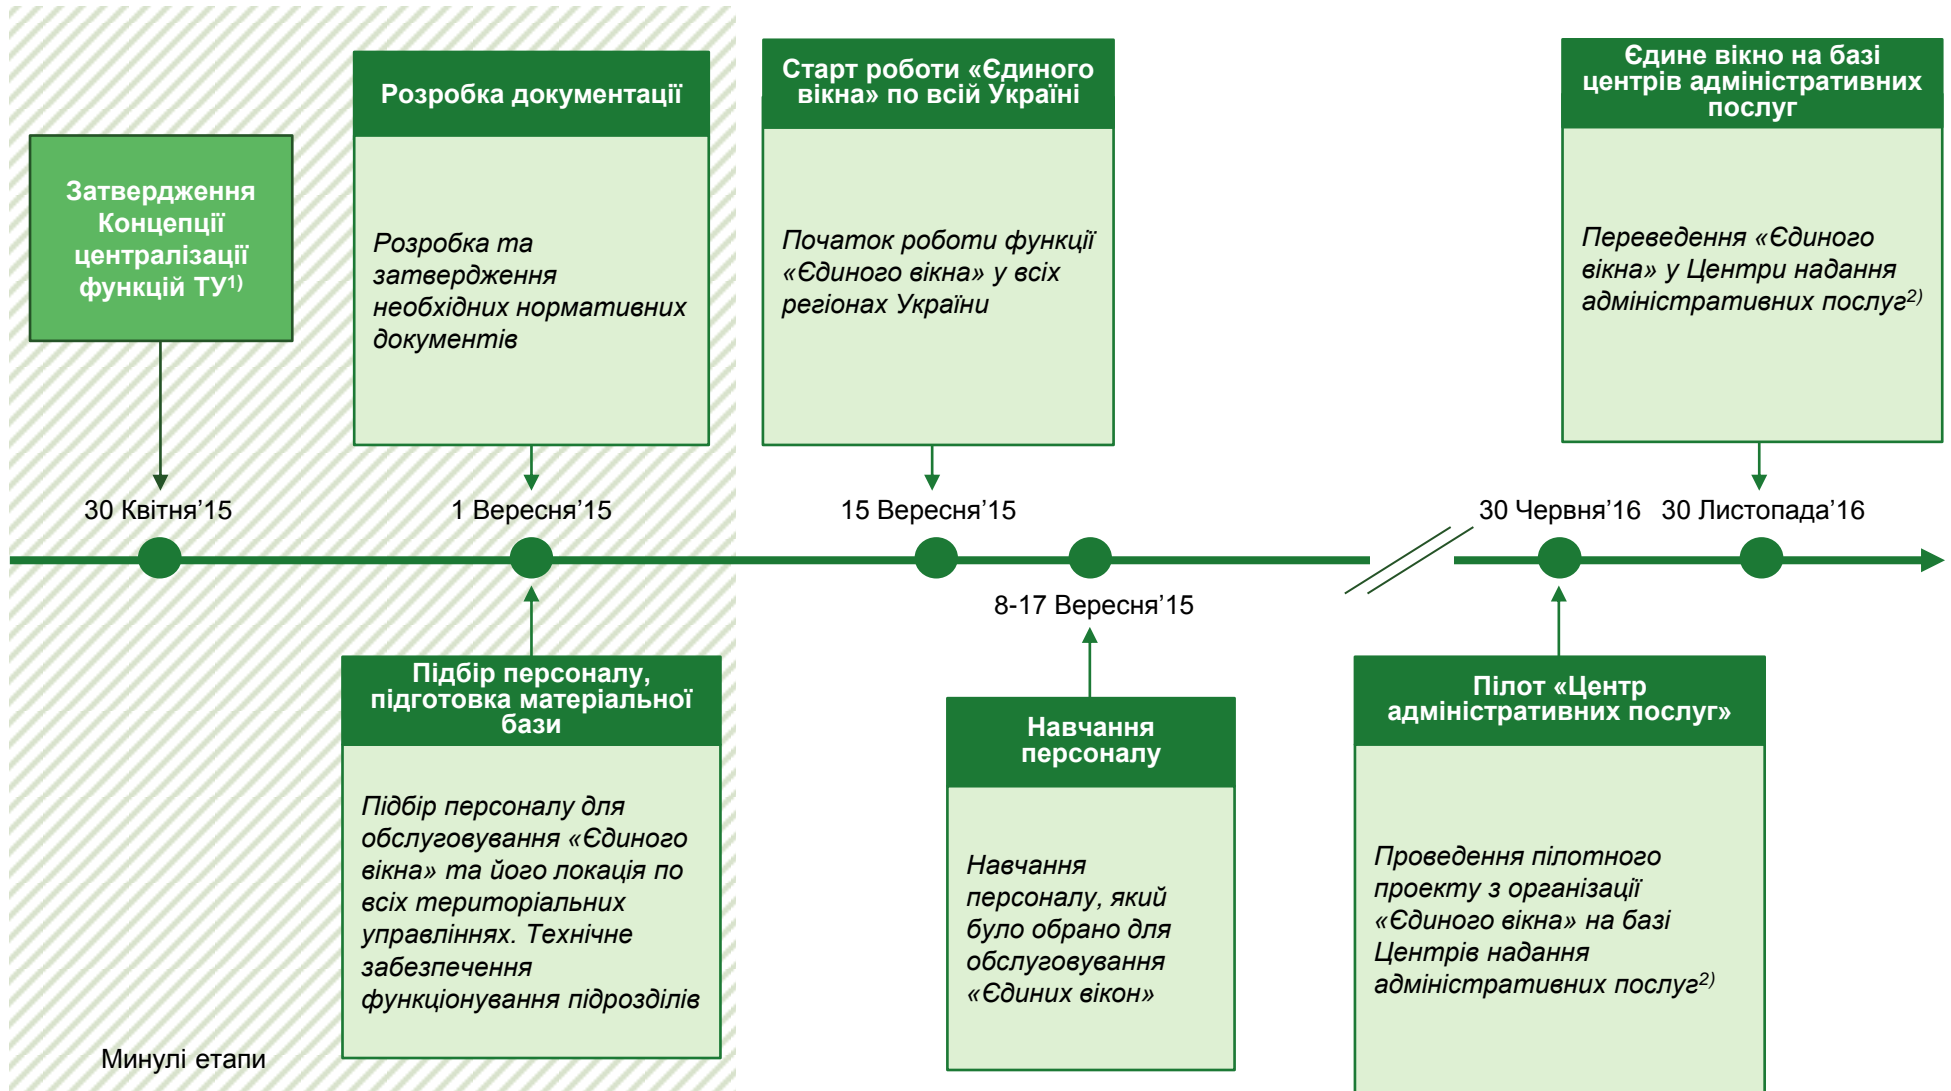 Затвердження
Концепції
централізації
функцій ТУ1)
Розробка документації
Розробка та
затвердження
необхідних нормативних
документів
Старт роботи «Єдиного
вікна» по всій Україні
Початок роботи функції
«Єдиного вікна» у всіх
регіонах України
Єдине вікно на базі
центрів адміністративних
послуг
Переведення «Єдиного
вікна» у Центри надання
адміністративних послуг2)
30 Квітня’15
1 Вересня’15
15 Вересня’15
30 Червня’16
30 Листопада’16
8-17 Вересня’15
Підбір персоналу,
підготовка матеріальної
бази
Підбір персоналу для
обслуговування «Єдиного
вікна» та його локація по
всіх територіальних
управліннях. Технічне
забезпечення
функціонування підрозділів
Навчання
персоналу
Навчання
персоналу, який
було обрано для
обслуговування
«Єдиних вікон»
Пілот «Центр
адміністративних послуг»
Проведення пілотного
проекту з організації
«Єдиного вікна» на базі
Центрів надання
адміністративних послуг2)
Минулі етапи